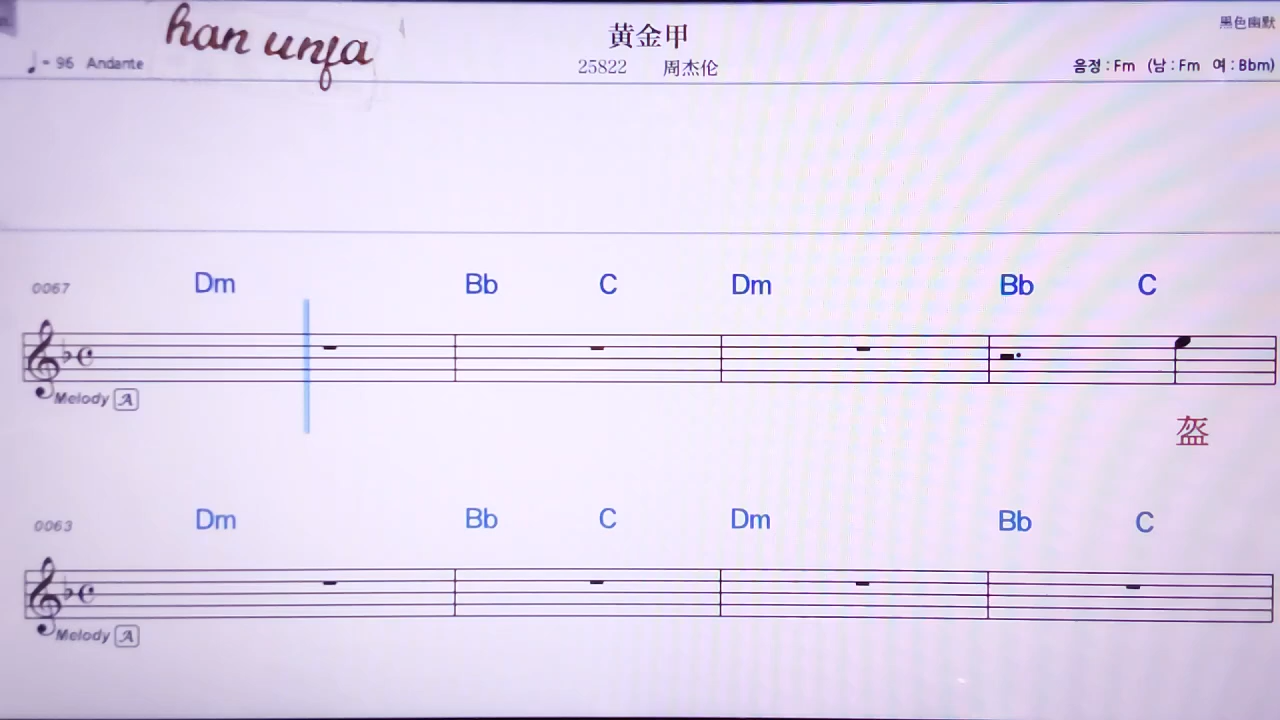 han unfa
黄金甲
黑色幽默
♩= 96 Andante
25822 周杰伦
음정 : Fm (남 : Fm 여 : Bbm)
Dm Bb C Dm Bb C
0067
Melody A
盔
Dm Bb C Dm Bb C
0063
Melody A